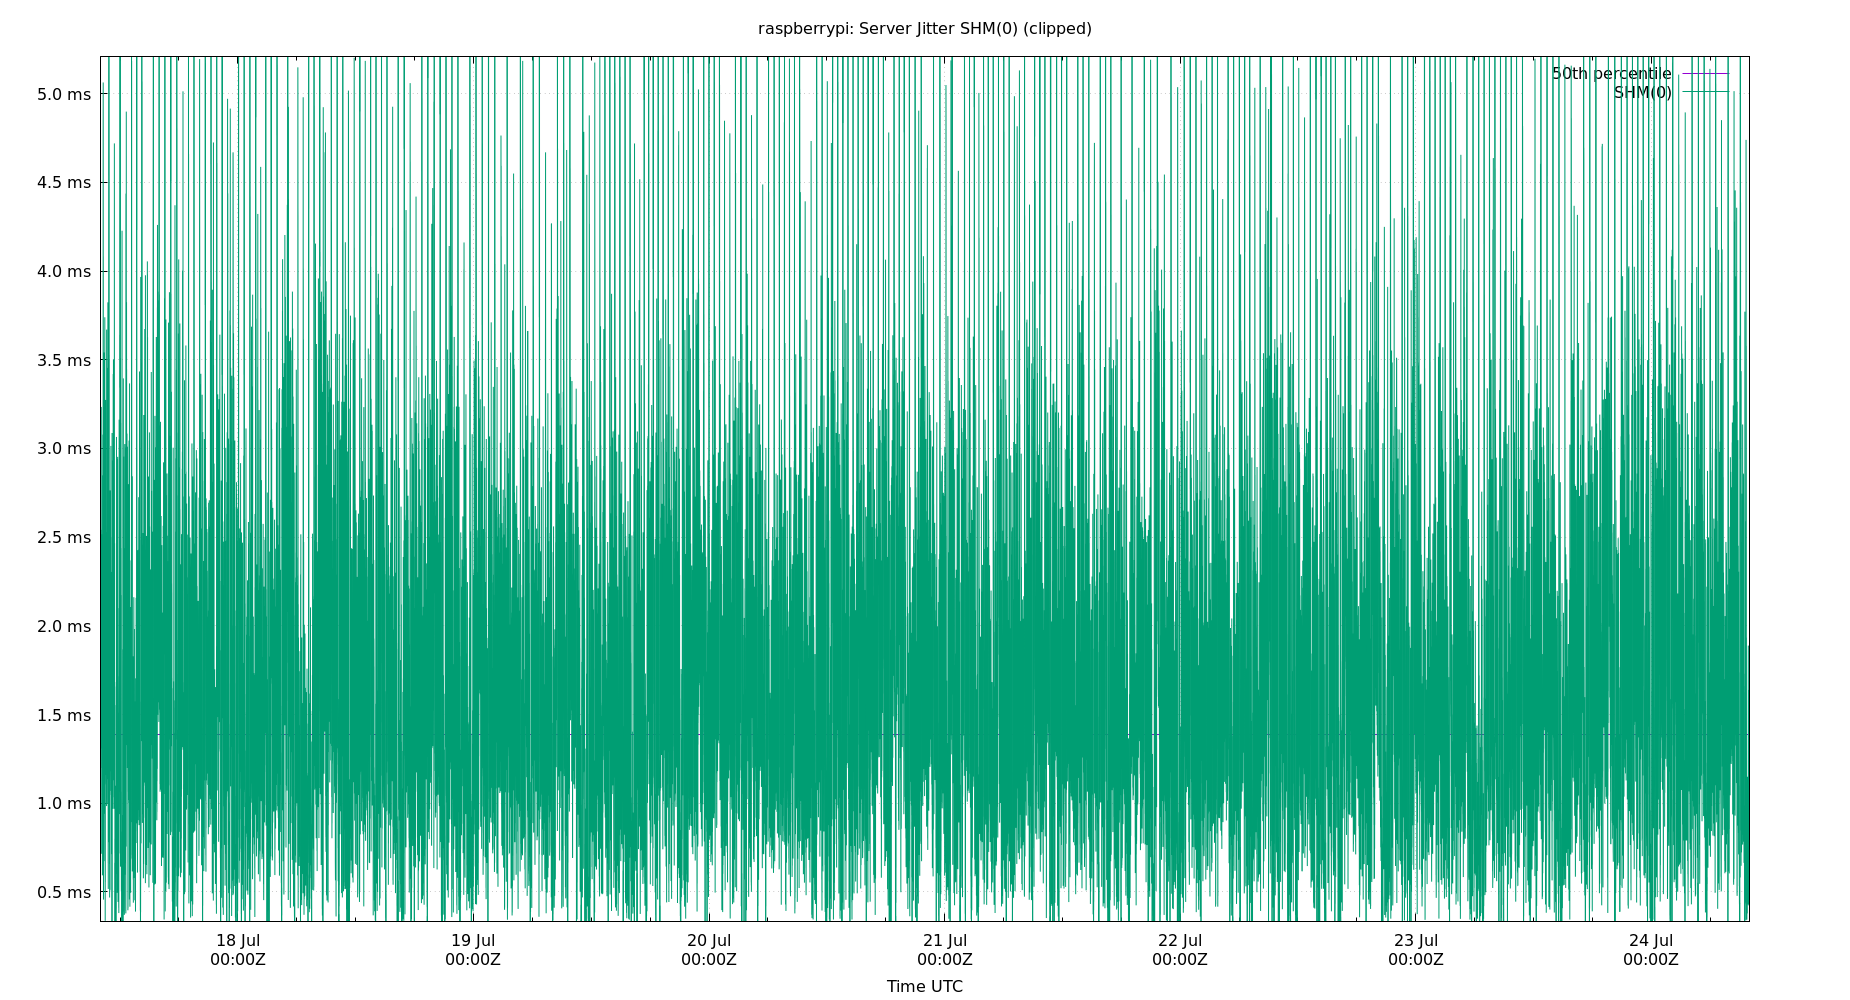 raspberrypi: Server Jitter SHM(0) (clipped)
50th percentile
SHM(0)
5.0 ms
4.5 ms
4.0 ms
3.5 ms
3.0 ms
2.5 ms
2.0 ms
1.5 ms
1.0 ms
0.5 ms
18 Jul 19 Jul 20 Jul 21 Jul 22 Jul 23 Jul 24 Jul
00:00Z 00:00Z 00:00Z 00:00Z 00:00Z 00:00Z 00:00Z
Time UTC